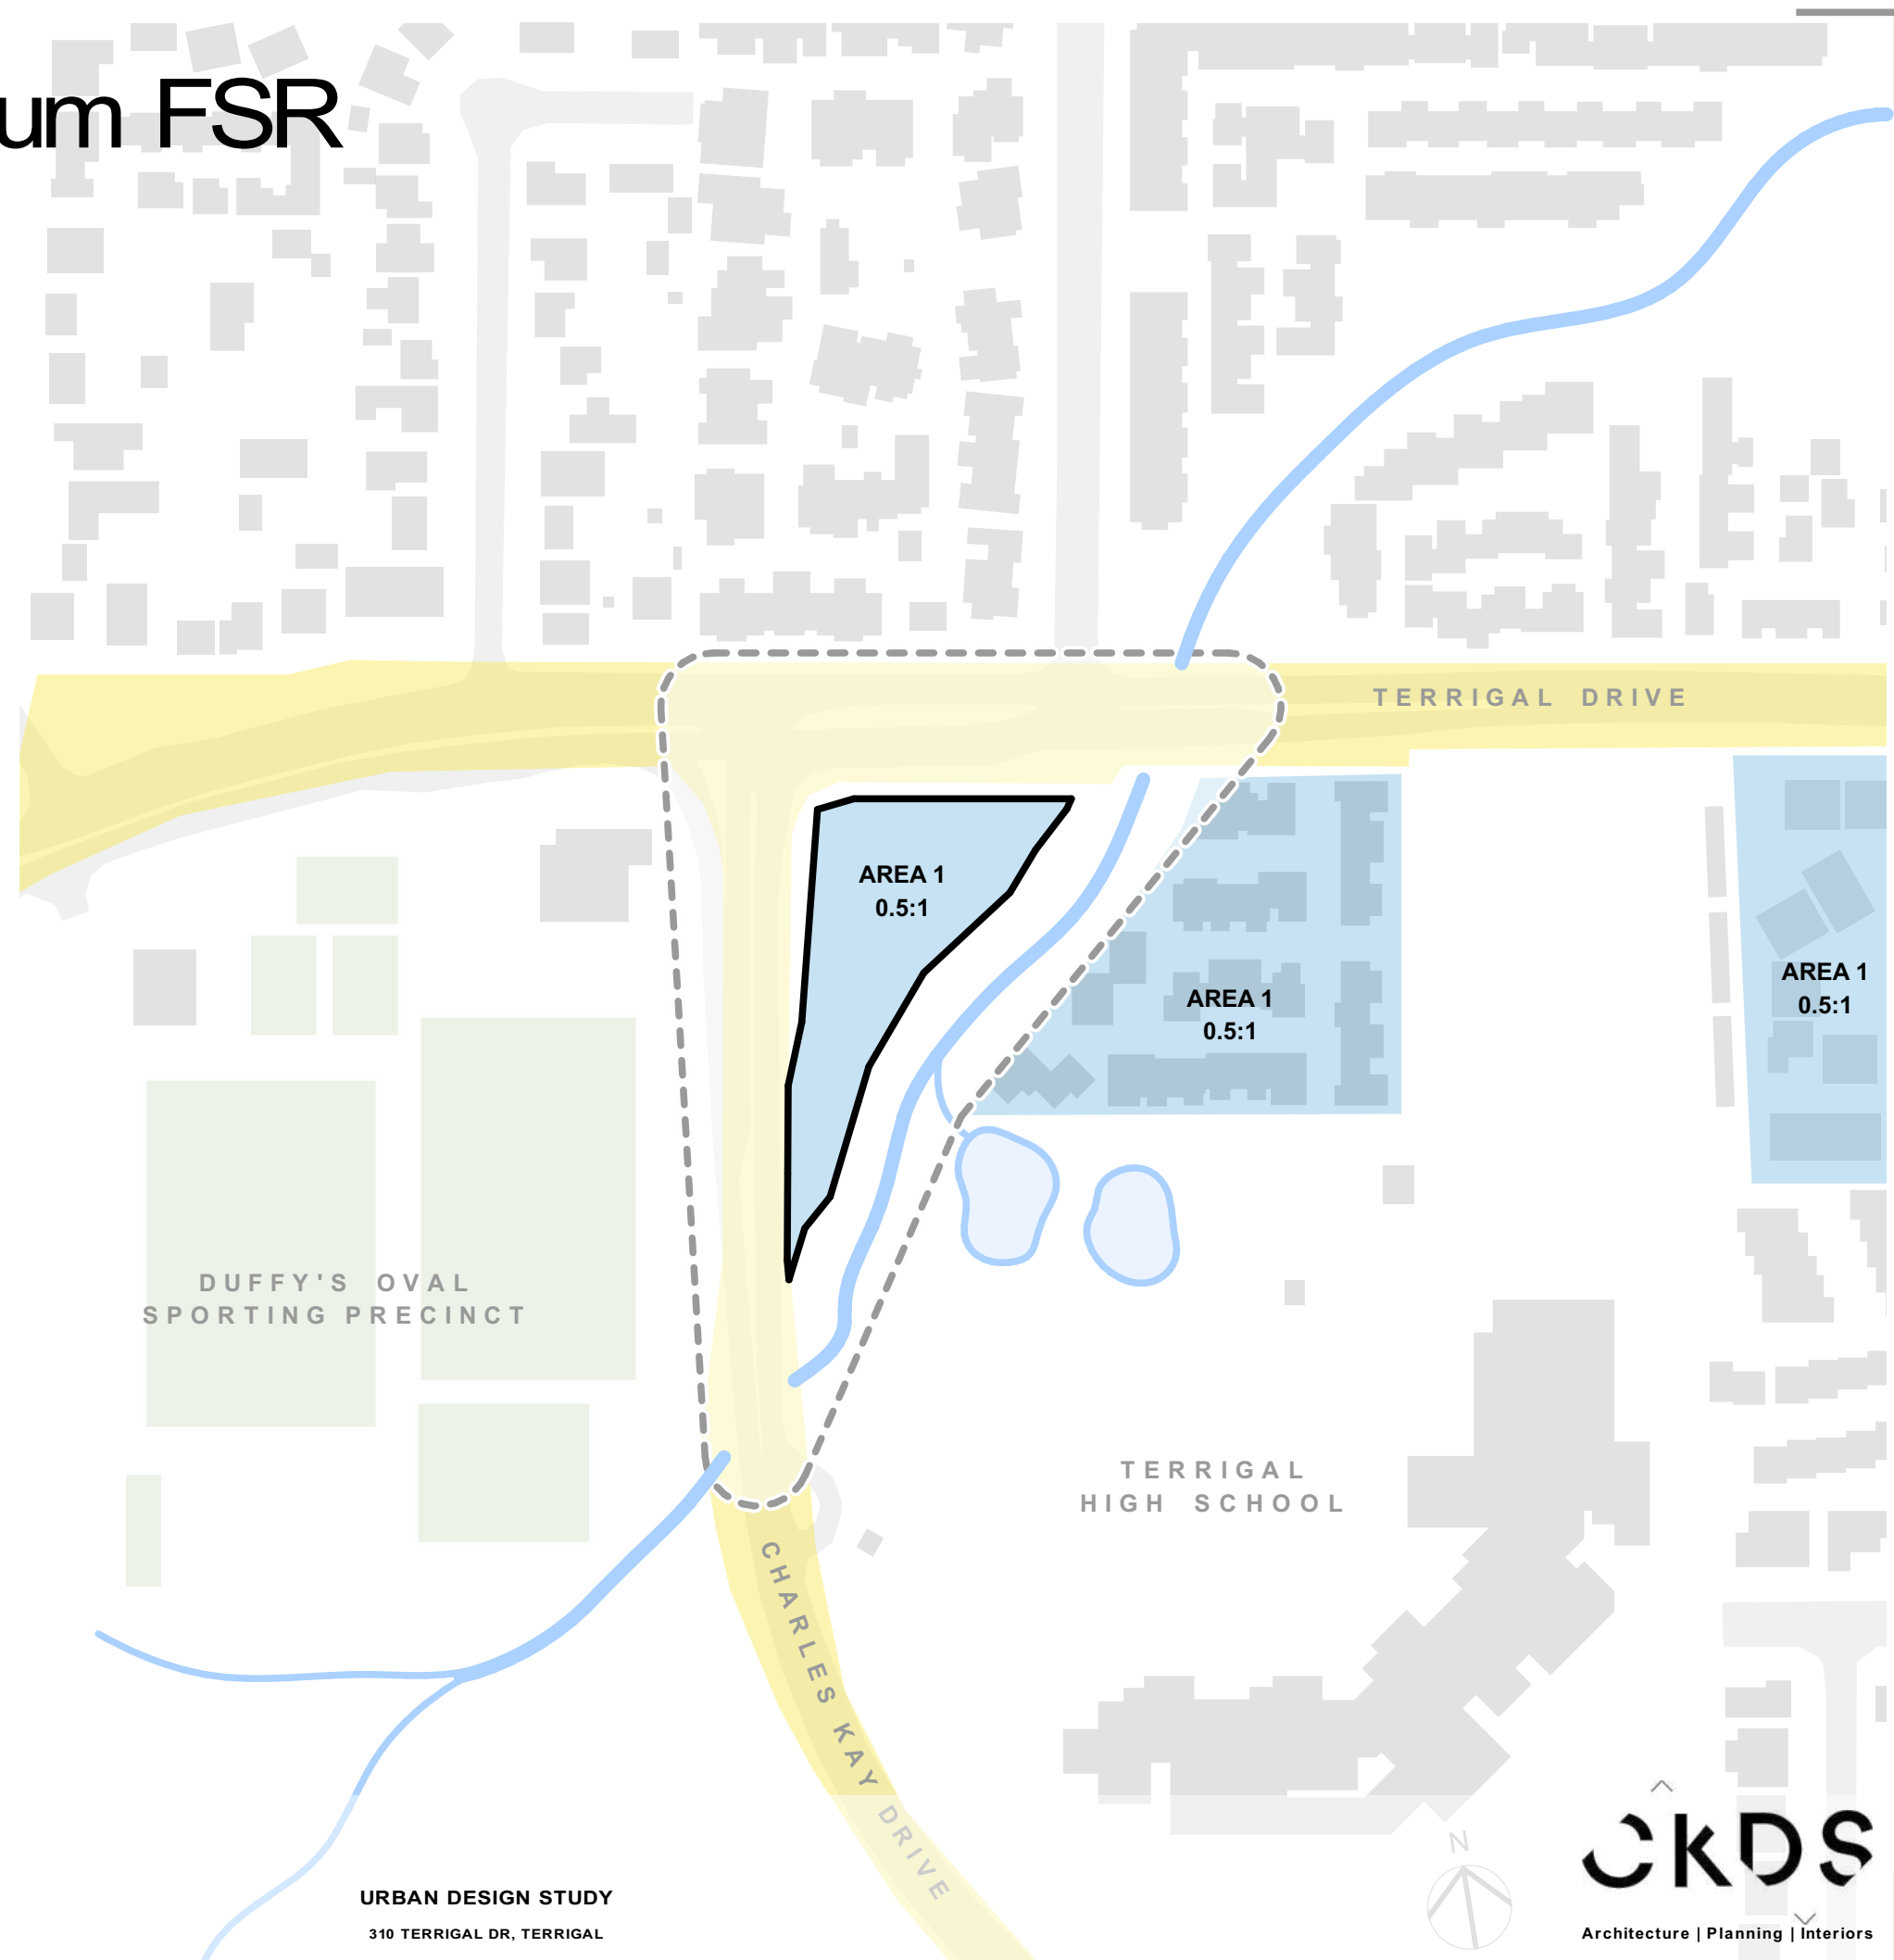 um FSR
TERRIGAL DRIVE
AREA 1
0.5:1
AREA 1
0.5:1
AREA 1
0.5:1
DUFFY'S OVAL
SPORTING PRECINCT
TERRIGAL
HIGH SCHOOL
CHARLES KAY DRIVE
N
CKDS
URBAN DESIGN STUDY
310 TERRIGAL DR, TERRIGAL
Architecture | Planning | Interiors